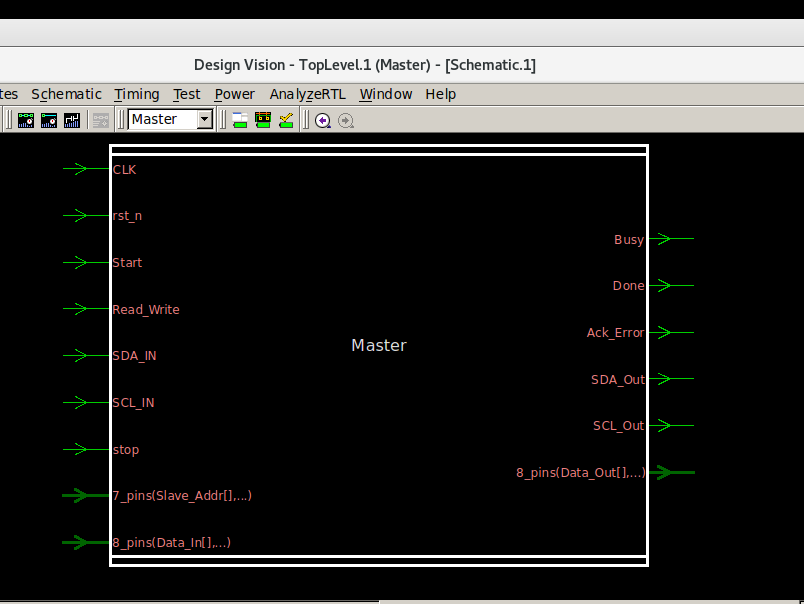 Design Vision - TopLevel.1 (Master) - [Schematic.1]
tes Schematic Timing Test Power AnalyzeRTL Window Help
Master
CLK
rst_n
Start
Read_Write
SDA_IN
SCL_IN
stop
7_pins(Slave_Addr[],...)
8_pins(Data_In[],...)
Master
Busy
Done
Ack_Error
SDA_Out
SCL_Out
8_pins(Data_Out[],...)